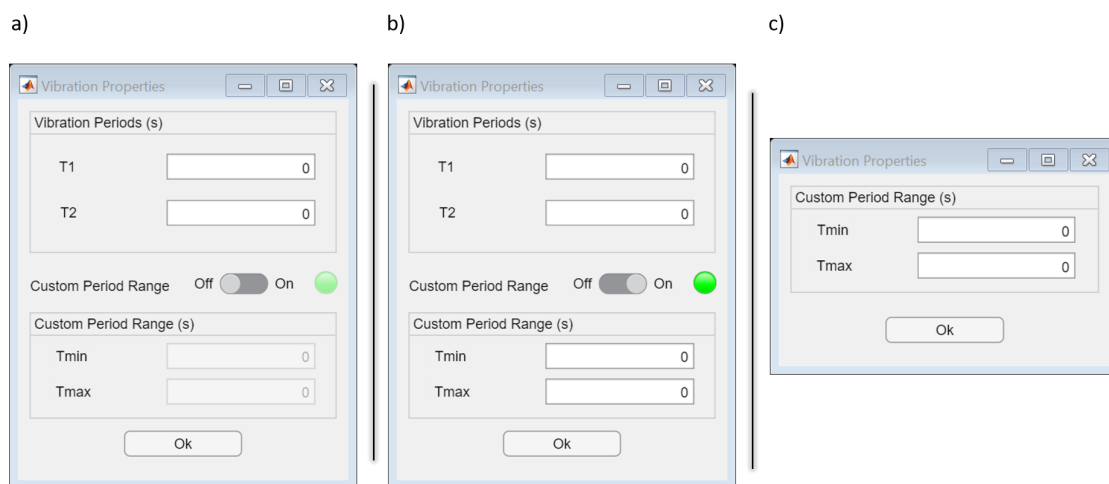 a)
Vibration Properties
Vibration Periods (s)
T1 0
T2 0
Custom Period Range Off On
Custom Period Range (s)
Tmin 0
Tmax 0
Ok
b)
Vibration Properties
Vibration Periods (s)
T1 0
T2 0
Custom Period Range Off On
Custom Period Range (s)
Tmin 0
Tmax 0
Ok
c)
Vibration Properties
Custom Period Range (s)
Tmin 0
Tmax 0
Ok